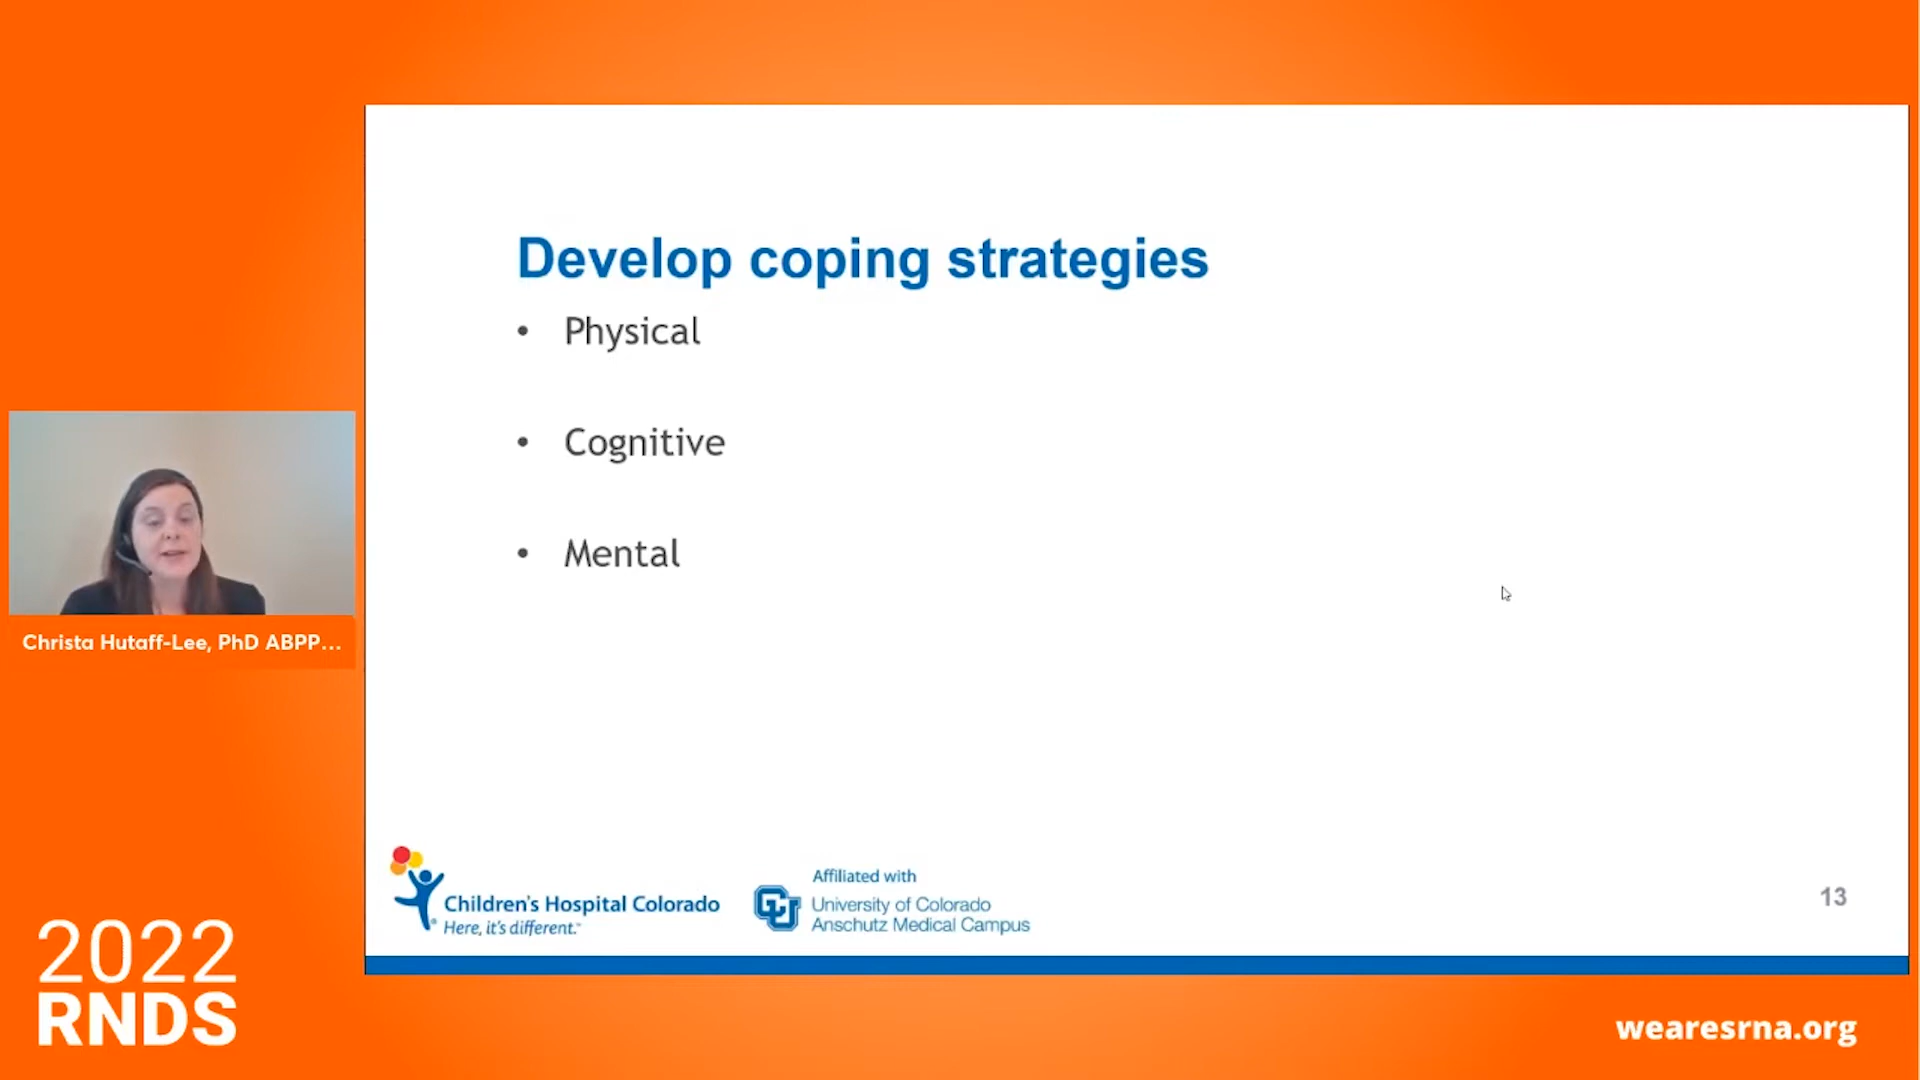 Develop coping strategies
• Physical
• Cognitive
• Mental
Christa Hutaff-Lee, PhD ABPP...
Children's Hospital Colorado
Here, it's different.™
Affiliated with
University of Colorado
Anschutz Medical Campus
13
2022
RNDS
wearesrna.org